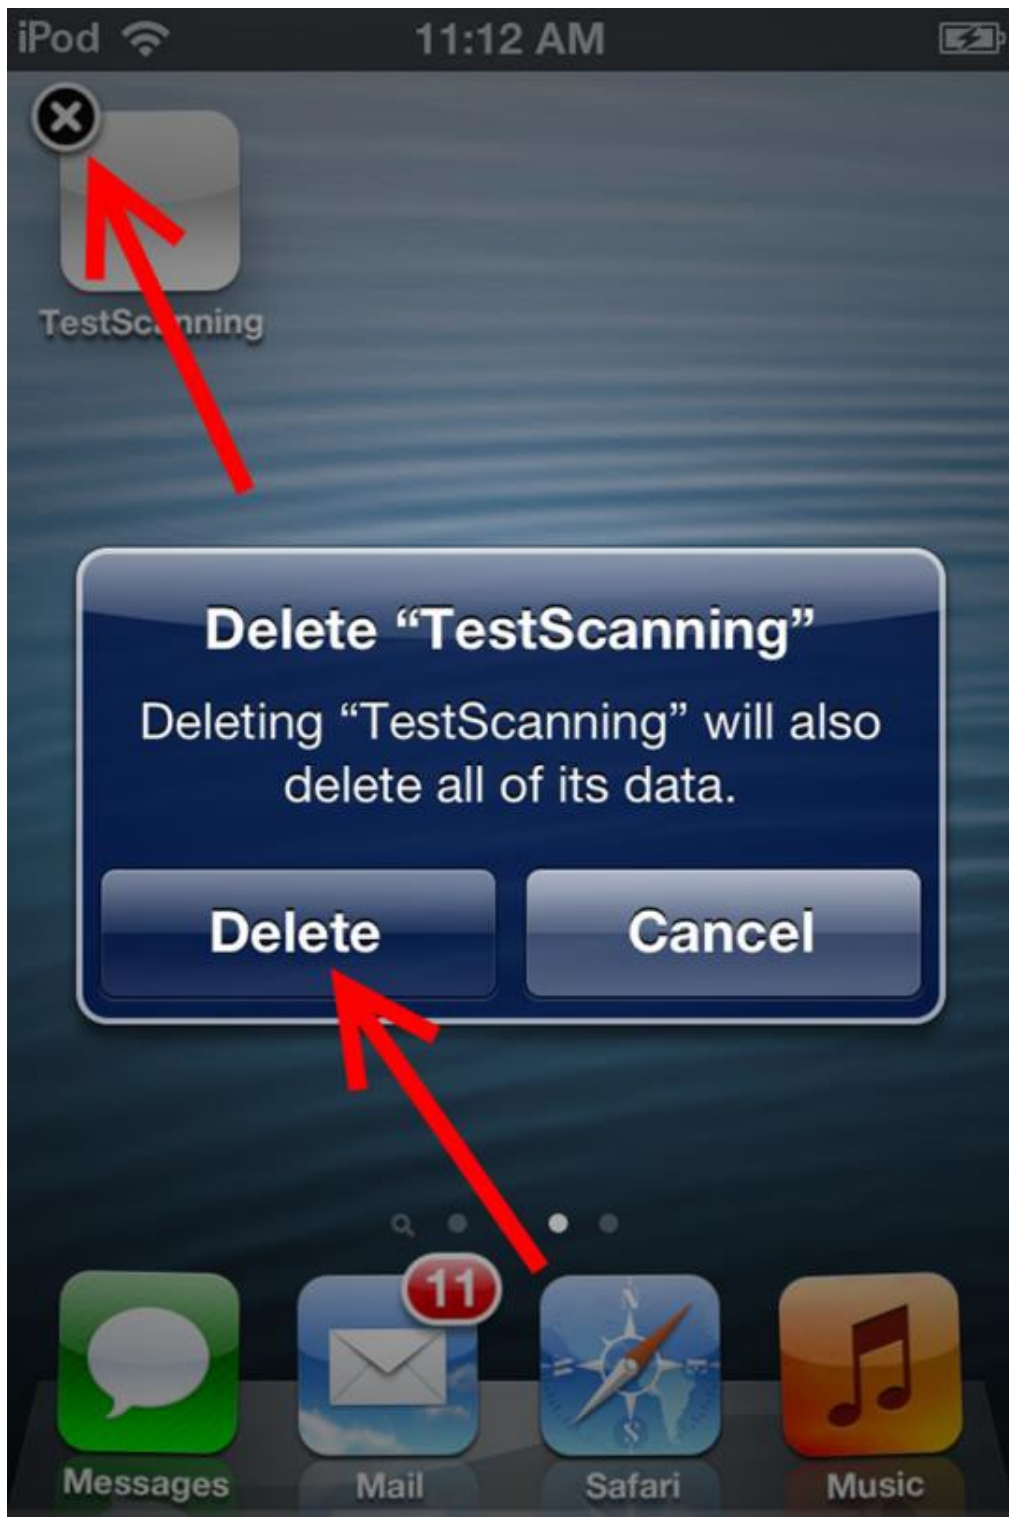 iPod 11:12 AM
TestScanning
Delete “TestScanning”
Deleting “TestScanning” will also
delete all of its data.
Delete Cancel
11
Messages Mail Safari Music